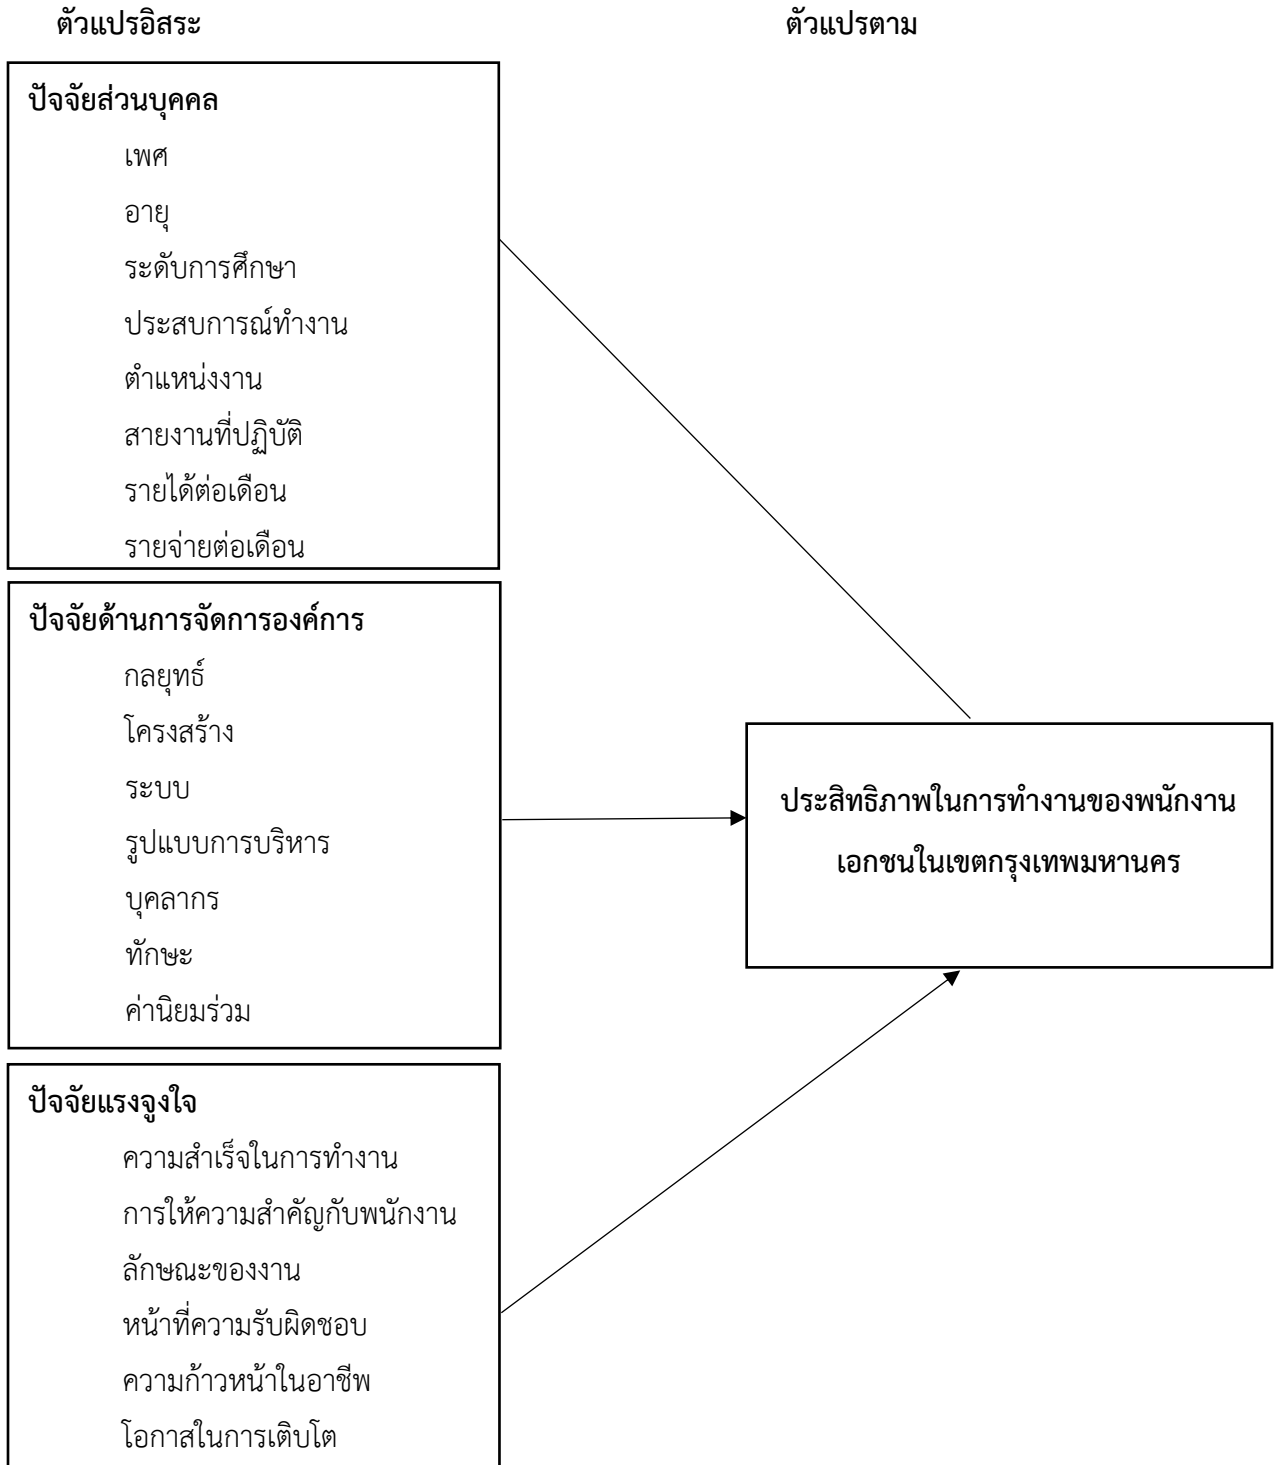 ตัวแปรอิสระ
ตัวแปรตาม
ปัจจัยส่วนบุคคล
เพศ
อายุ
ระดับการศึกษา
ประสบการณ์ทำงาน
ตำแหน่งงาน
สายงานที่ปฏิบัติ
รายได้ต่อเดือน
รายจ่ายต่อเดือน
ปัจจัยด้านการจัดการองค์การ
กลยุทธ์
โครงสร้าง
ระบบ
รูปแบบการบริหาร
บุคลากร
ทักษะ
ค่านิยมร่วม
ปัจจัยแรงจูงใจ
ความสำเร็จในการทำงาน
การให้ความสำคัญกับพนักงาน
ลักษณะของงาน
หน้าที่ความรับผิดชอบ
ความก้าวหน้าในอาชีพ
โอกาสในการเติบโต
ประสิทธิภาพในการทำงานของพนักงาน
เอกชนในเขตกรุงเทพมหานคร